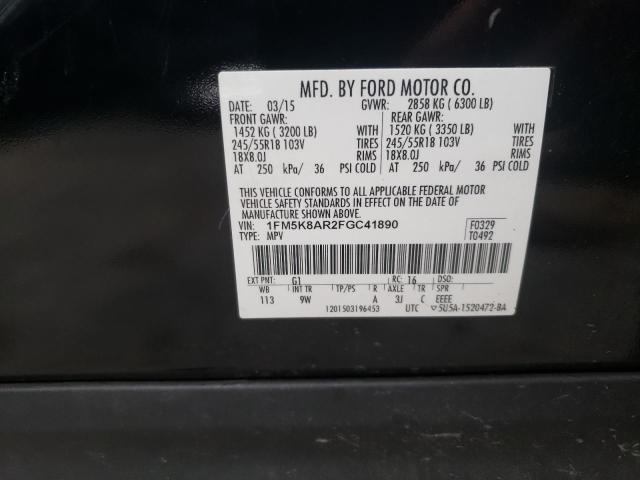 MFD. BY FORD MOTOR CO.
DATE: 03/15 GVWR: 2858 KG ( 6300 LB)
FRONT GAWR: REAR GAWR:
1452 KG ( 3200 LB) WITH 1520 KG ( 3350 LB) WITH
245/55R18 103V TIRES 245/55R18 103V TIRES
18X8.0J RIMS 18X8.0J RIMS
AT 250 kPa/ 36 PSI COLD AT 250 kPa/ 36 PSI COLD
THIS VEHICLE CONFORMS TO ALL APPLICABLE FEDERAL MOTOR
VEHICLE SAFETY STANDARDS IN EFFECT ON THE DATE OF
MANUFACTURE SHOWN ABOVE.
VIN: 1FM5K8AR2FGC41890 F0329
TYPE: MPV T0492
EXT PNT: G1 RC: 16 DSO:
WB INT TR TP/PS R AXLE TR SPR
113 9W A 3J C EEEE
1201503196453 UTC ▽5U5A-1520472-BA